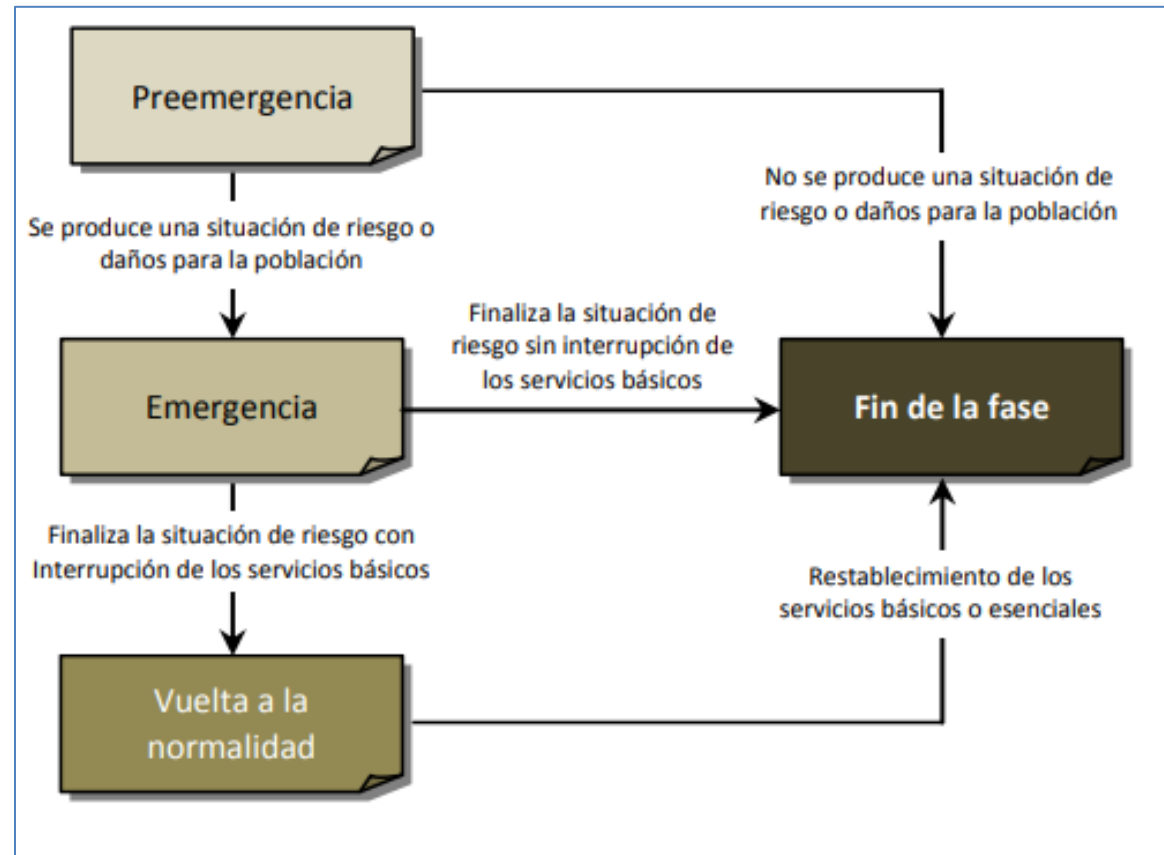 Preemergencia
No se produce una situación de
riesgo o daños para la población
Se produce una situación de riesgo o
daños para la población
Finaliza la situación de
riesgo sin interrupción de
los servicios básicos
Emergencia
Fin de la fase
Finaliza la situación de riesgo con
Interrupción de los servicios básicos
Restablecimiento de los
servicios básicos o esenciales
Vuelta a la
normalidad